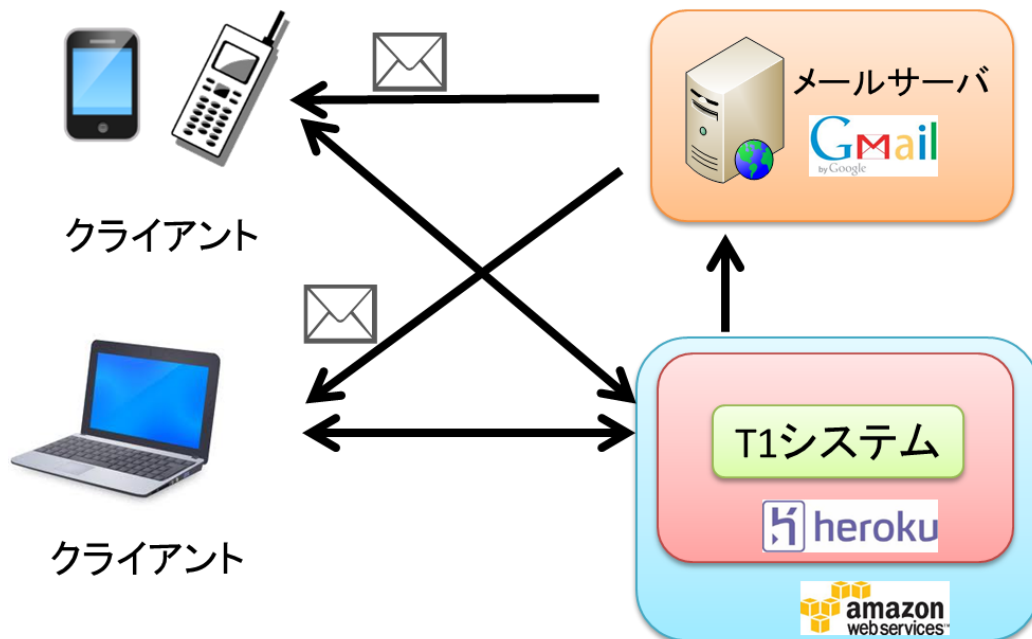 メールサーバ
Gmail
by Google
クライアント
クライアント
T1システム
heroku
amazon
webservices™